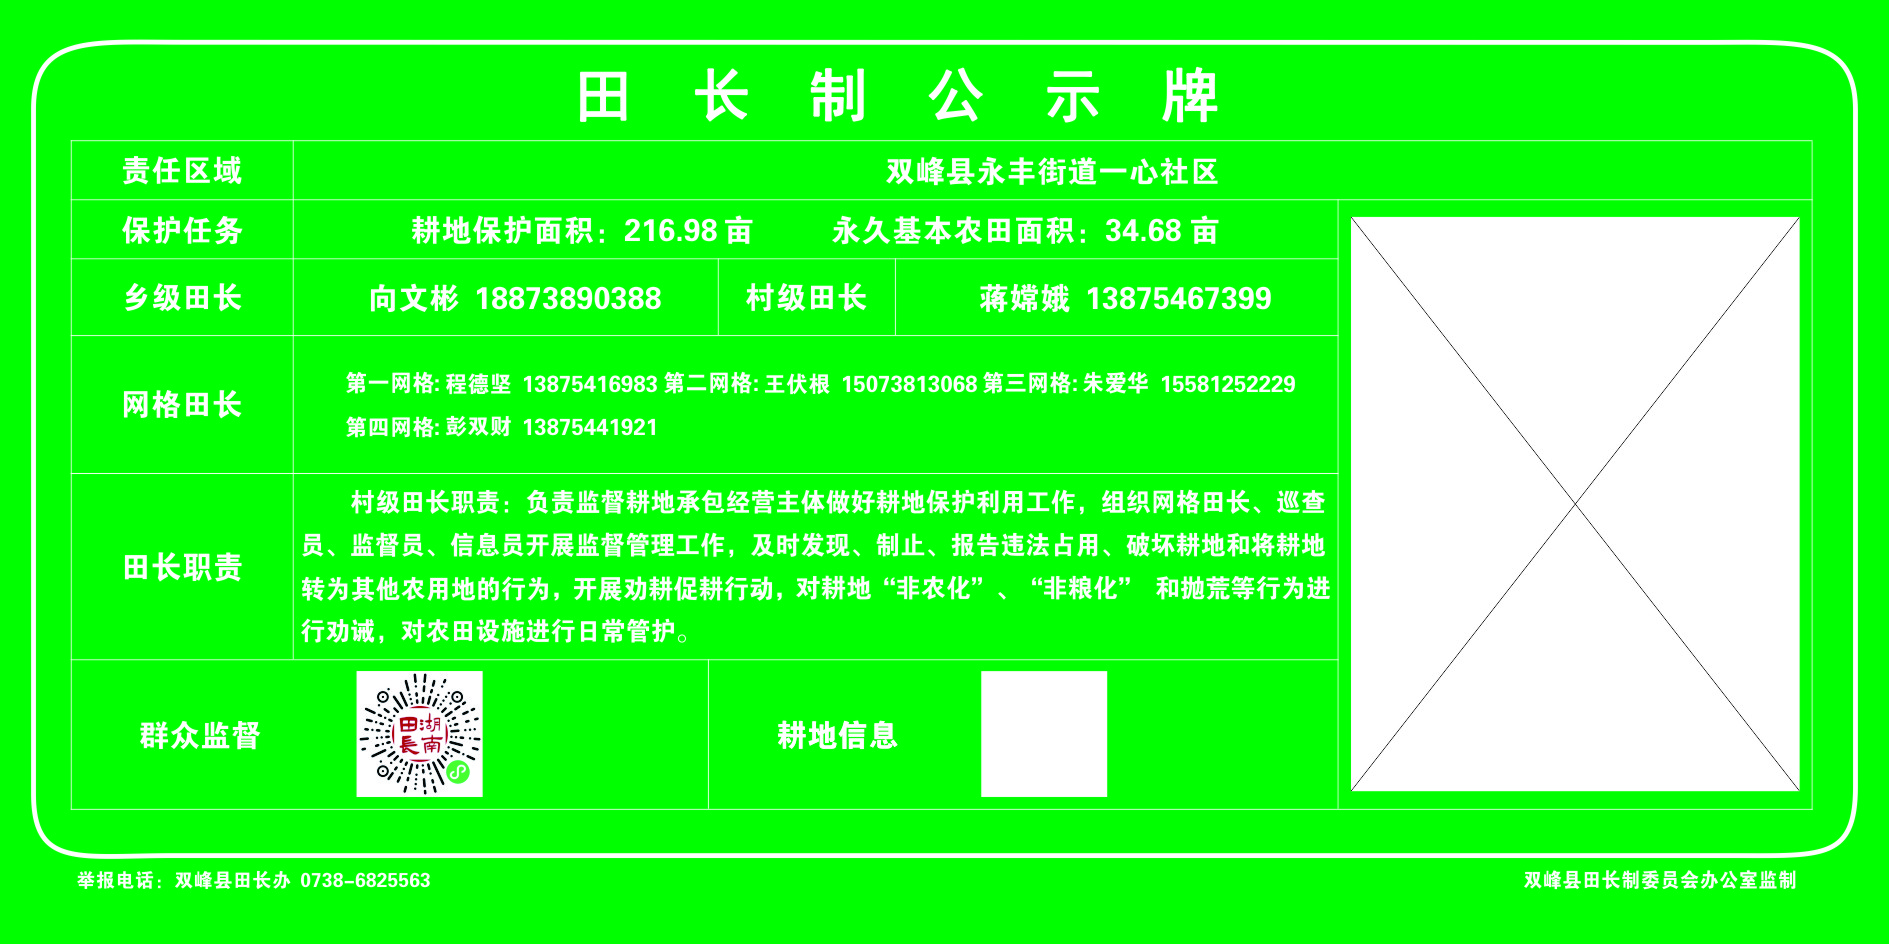 田长制公示牌
责任区域 双峰县永丰街道一心社区
保护任务 耕地保护面积：216.98亩 永久基本农田面积：34.68亩
乡级田长 向文彬 18873890388 村级田长 蒋嫦娥 13875467399
网格田长
第一网格:程德坚 13875416983 第二网格:王伏根 15073813068 第三网格:朱爱华 15581252229
第四网格:彭双财 13875441921
田长职责
村级田长职责：负责监督耕地承包经营主体做好耕地保护利用工作，组织网格田长、巡查
员、监督员、信息员开展监督管理工作，及时发现、制止、报告违法占用、破坏耕地和将耕地
转为其他农用地的行为，开展劝耕促耕行动，对耕地“非农化”、“非粮化” 和抛荒等行为进
行劝诫，对农田设施进行日常管护。
群众监督
湖南
田長
耕地信息
举报电话：双峰县田长办 0738-6825563
双峰县田长制委员会办公室监制